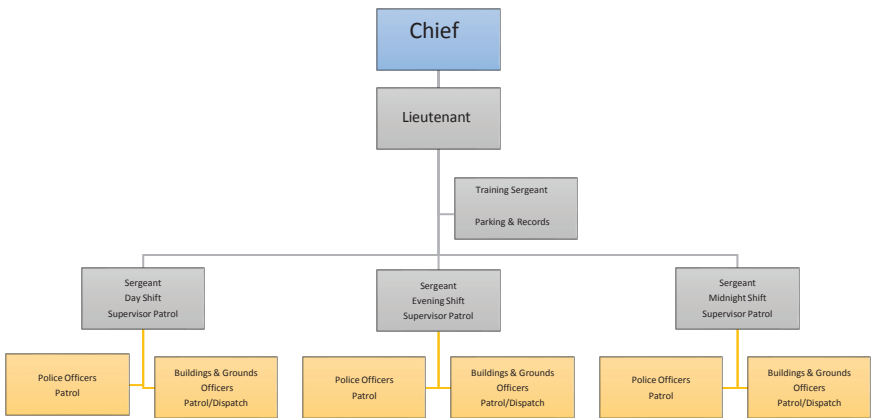 Chief
Lieutenant
Training Sergeant
Parking & Records
Sergeant
Day Shift
Supervisor Patrol
Sergeant
Evening Shift
Supervisor Patrol
Sergeant
Midnight Shift
Supervisor Patrol
Police Officers
Patrol
Buildings & Grounds
Officers
Patrol/Dispatch
Police Officers
Patrol
Buildings & Grounds
Officers
Patrol/Dispatch
Police Officers
Patrol
Buildings & Grounds
Officers
Patrol/Dispatch